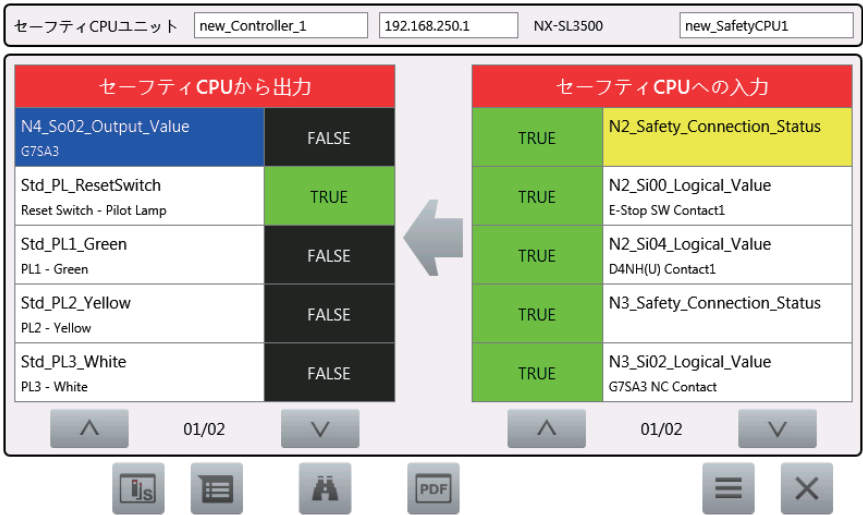 セーフティCPUユニット new_Controller_1 192.168.250.1 NX-SL3500 new_SafetyCPU1
セーフティCPUから出力
N4_So02_Output_Value FALSE
G7SA3
Std_PL_ResetSwitch TRUE
Reset Switch - Pilot Lamp
Std_PL1_Green FALSE
PL1 - Green
Std_PL2_Yellow FALSE
PL2 - Yellow
Std_PL3_White FALSE
PL3 - White
01/02
セーフティCPUへの入力
TRUE N2_Safety_Connection_Status
TRUE N2_Si00_Logical_Value
E-Stop SW Contact1
TRUE N2_Si04_Logical_Value
D4NH(U) Contact1
TRUE N3_Safety_Connection_Status
TRUE N3_Si02_Logical_Value
G7SA3 NC Contact
01/02
ijs
PDF